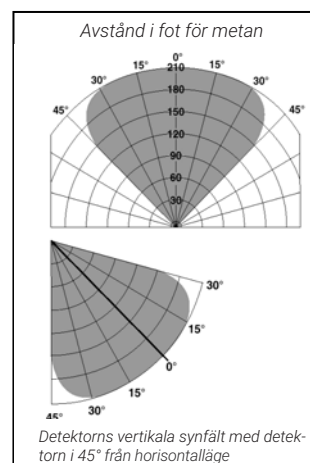 Avstånd i fot för metan
0°
15° 210 15°
30° 180 30°
45° 150 45°
120
90
60
30
30°
15°
0°
15°
30°
45°
Detektorns vertikala synfält med detek-
torn i 45° från horisontalläge